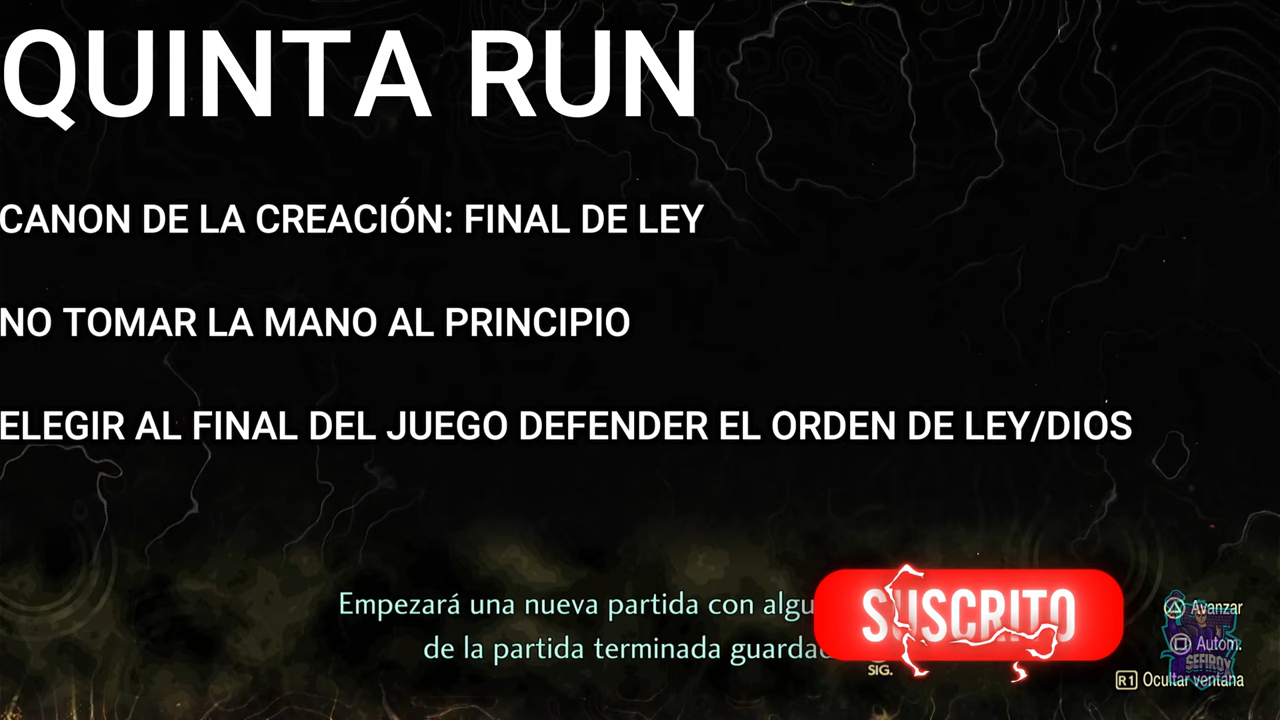 QUINTA RUN
CANON DE LA CREACIÓN: FINAL DE LEY
NO TOMAR LA MANO AL PRINCIPIO
ELEGIR AL FINAL DEL JUEGO DEFENDER EL ORDEN DE LEY/DIOS
Empezará una nueva partida con algu
de la partida terminada guardad
SUSCRITO
SIG.
Avanzar
Autom.
SEFIROX
R1 Ocultar ventana